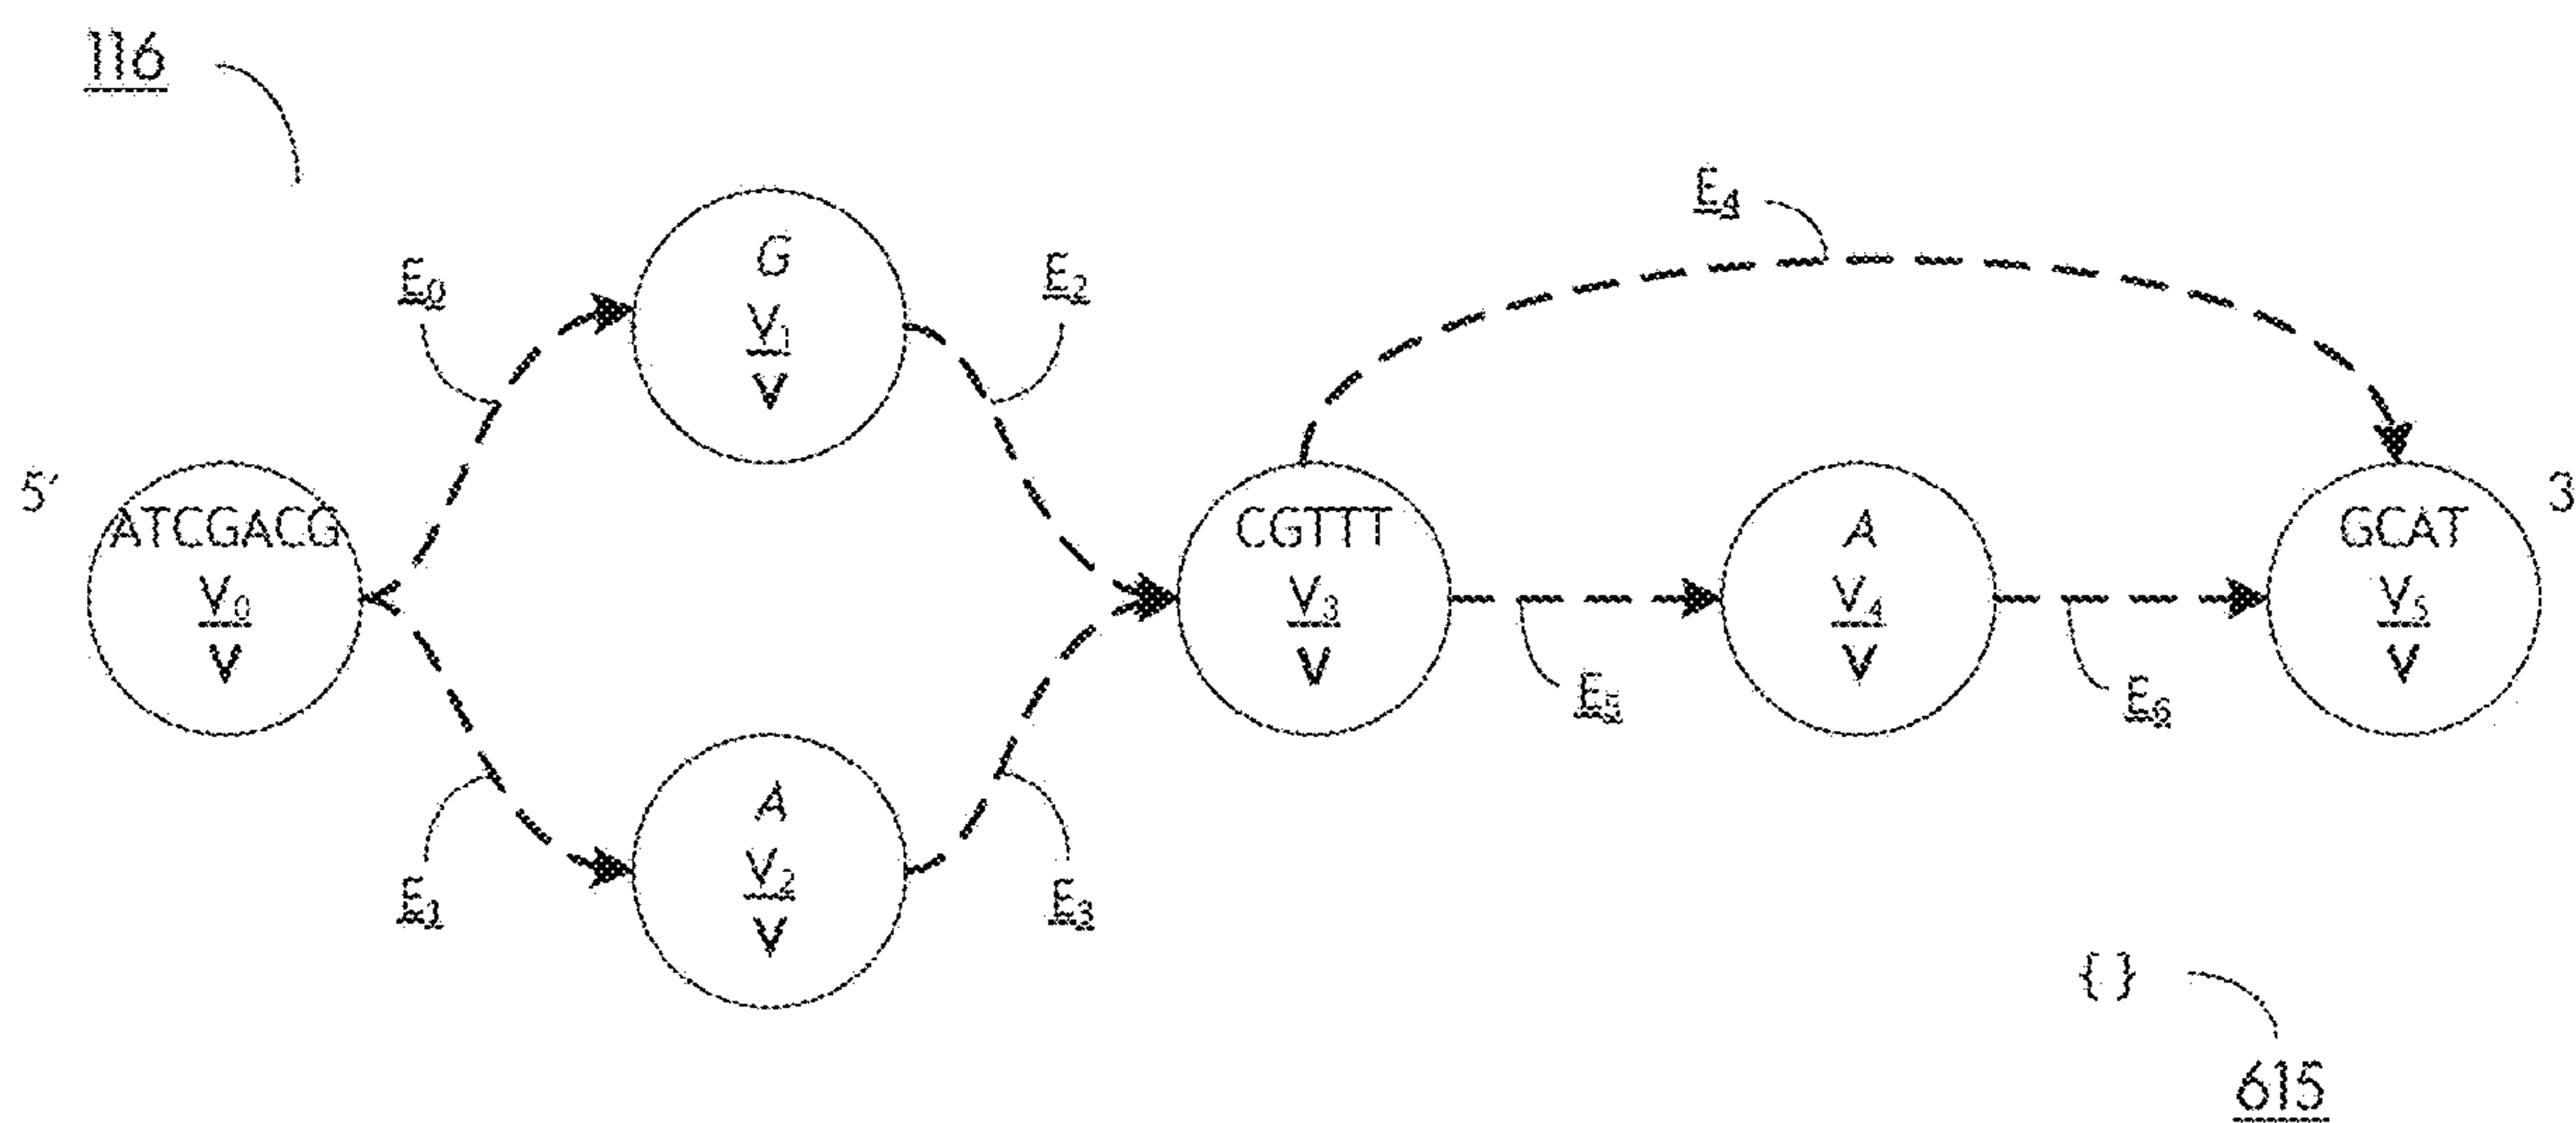 116
E4
G
V1
V
E0
E2
5'
ATCGACG
V0
V
CGTTT
V3
V
A
V4
V
GCAT
V5
V
3
E5
E6
A
V2
V
E1
E3
{ }
615